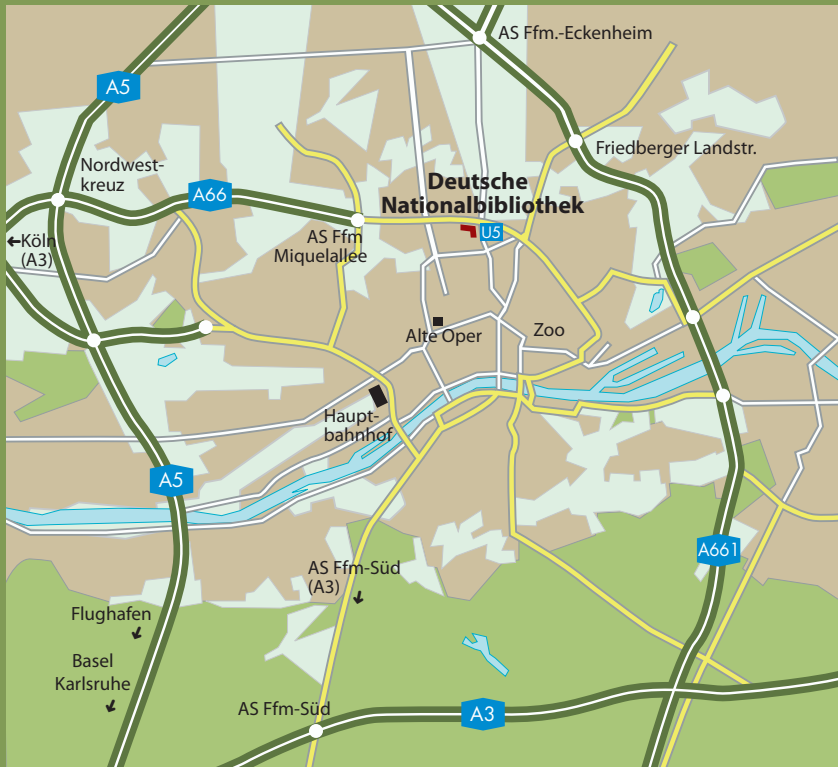 AS Ffm.-Eckenheim
A5
Friedberger Landstr.
Nordwest-
kreuz
A66
Deutsche
Nationalbibliothek
U5
AS Ffm
Miquelallee
←Köln
(A3)
Alte Oper
Zoo
Haupt-
bahnhof
A5
A661
AS Ffm-Süd
(A3)
Flughafen
Basel
Karlsruhe
AS Ffm-Süd
A3